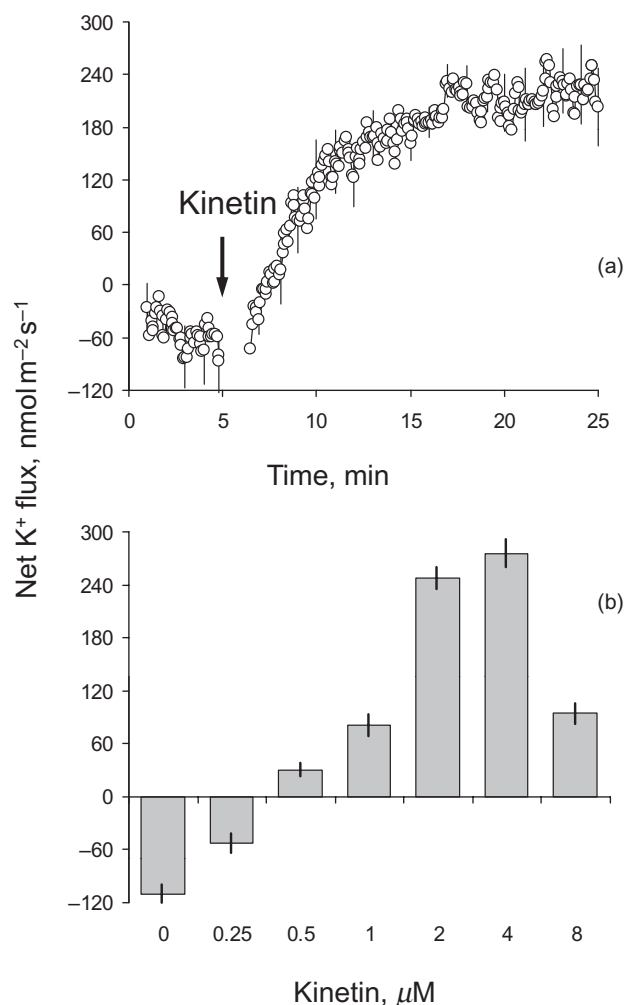 Net K⁺ flux, nmol m⁻² s⁻¹
300
240
180
120
60
0
–60
–120
Kinetin
(a)
0 5 10 15 20 25
Time, min
300
240
180
120
60
0
–60
–120
(b)
0 0.25 0.5 1 2 4 8
Kinetin, μM